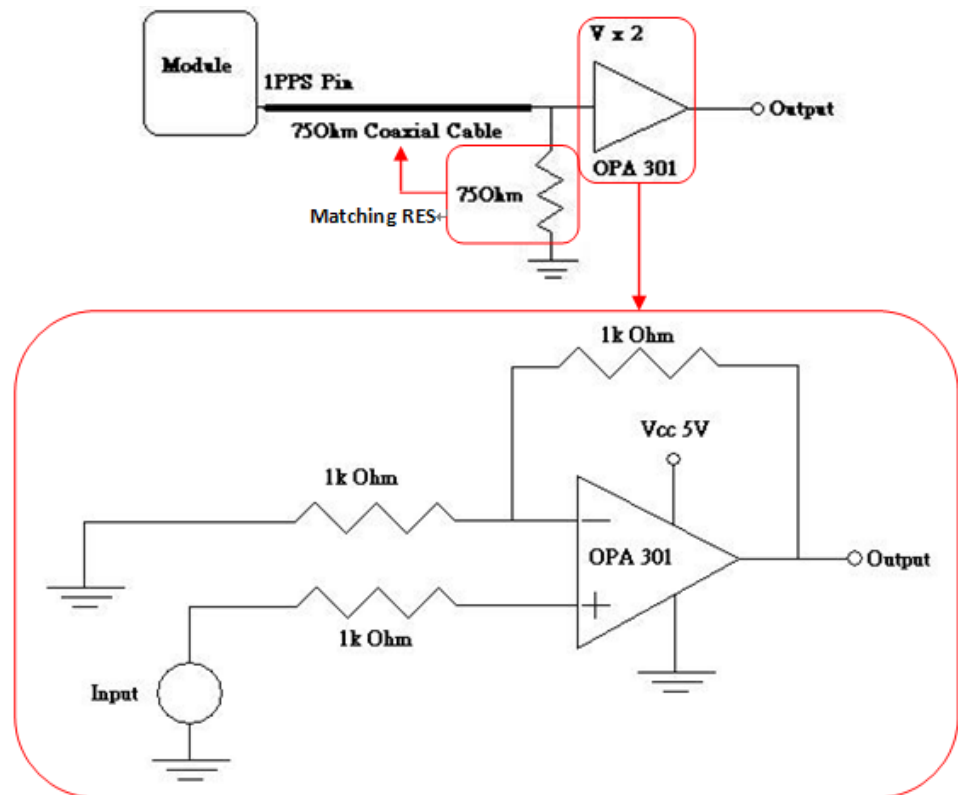 V x 2
Module
1PPS Pin
Output
75Ohm Coaxial Cable
OPA 301
75Ohm
Matching RES
1k Ohm
Vcc 5V
1k Ohm
OPA 301
Output
1k Ohm
Input